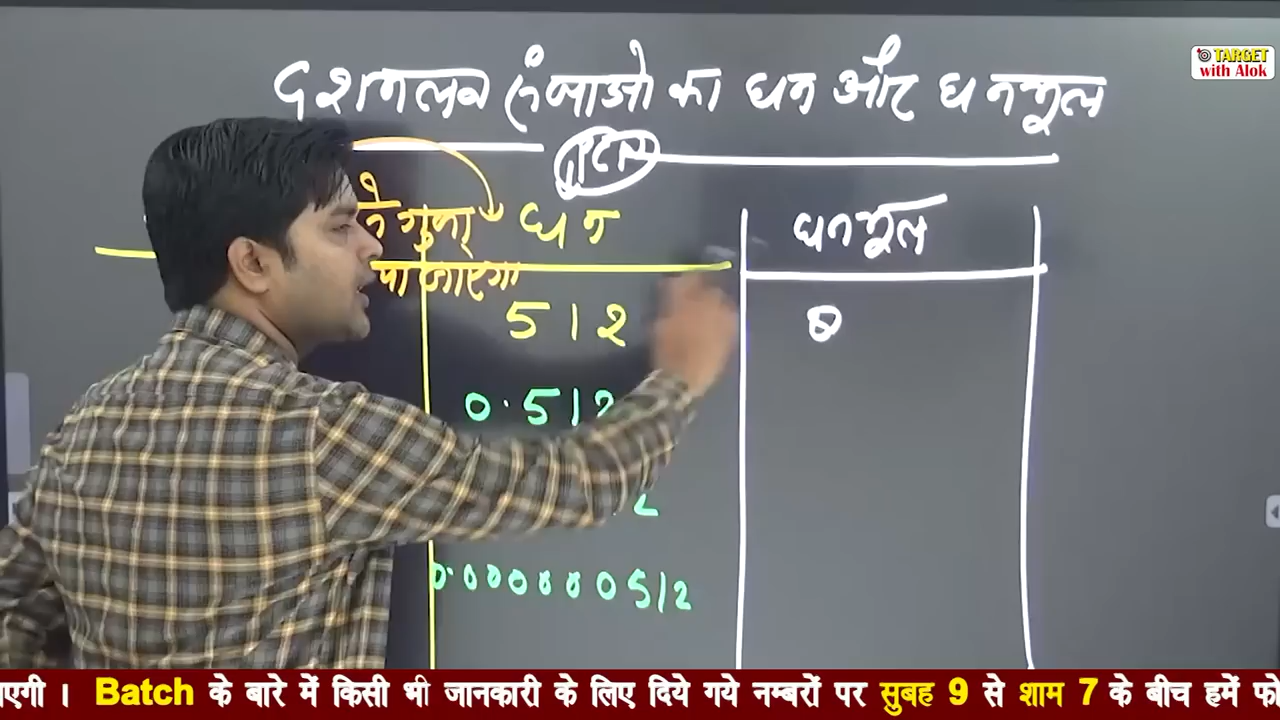 TARGET
with Alok
दशमलव संख्याओ का घन और घनमूल
गुणा घन घनमूल
पा जाएगा
512 8
0.512
2
0.000000512
Batch के बारे में किसी भी जानकारी के लिए दिये गये नम्बरों पर सुबह 9 से शाम 7 के बीच हमें